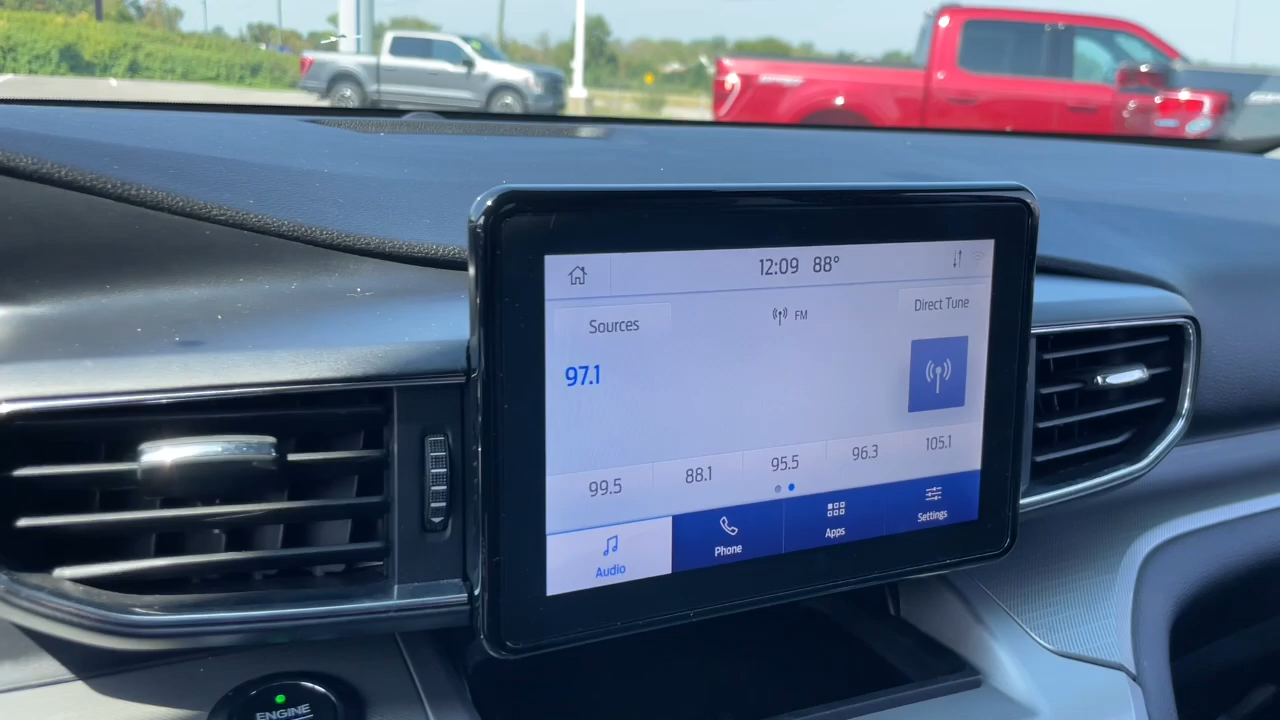 12:09 88°
Sources
FM
Direct Tune
97.1
99.5
88.1
95.5
96.3
105.1
Audio
Phone
Apps
Settings
ENGINE